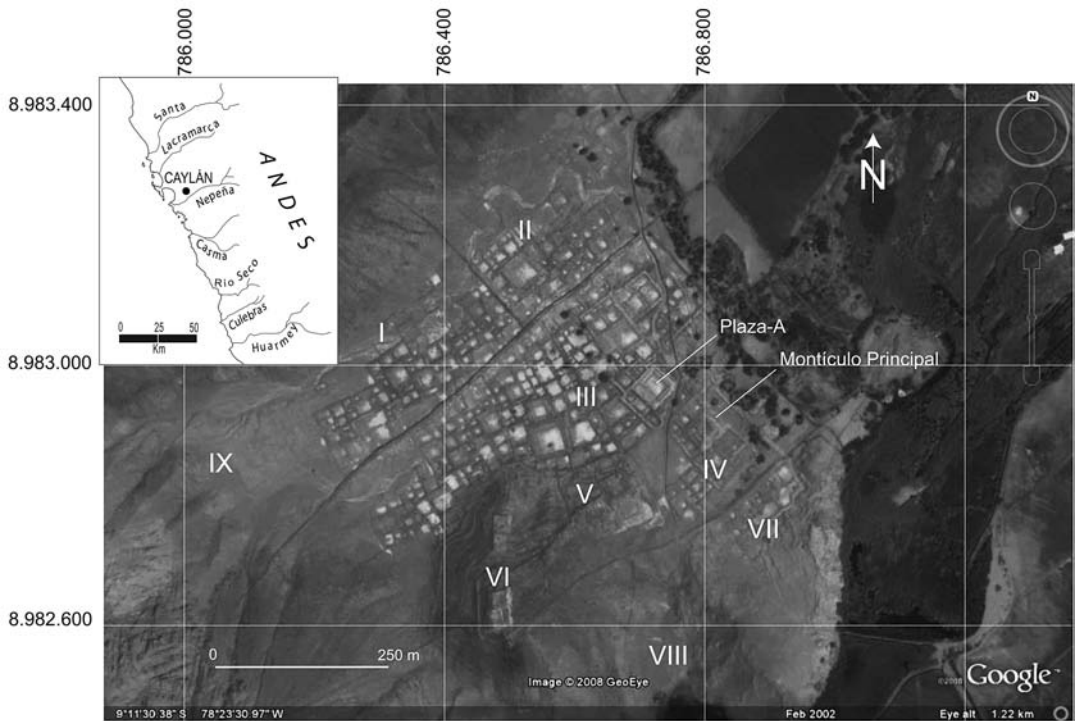 786.000
786.400
786.800
8.983.400
8.983.000
8.982.600
Santa
Lacramarca
CAYLÁN
Nepeña
Casma
Rio Seco
Culebras
Huarmey
ANDES
0 25 50
Km
N
N
II
I
Plaza-A
Montículo Principal
III
IX
IV
V
VII
VI
VIII
0 250 m
Image © 2008 GeoEye
©2008 Google™
9°11'30 38" S 78°23'30.97" W
Feb 2002
Eye alt 1.22 km